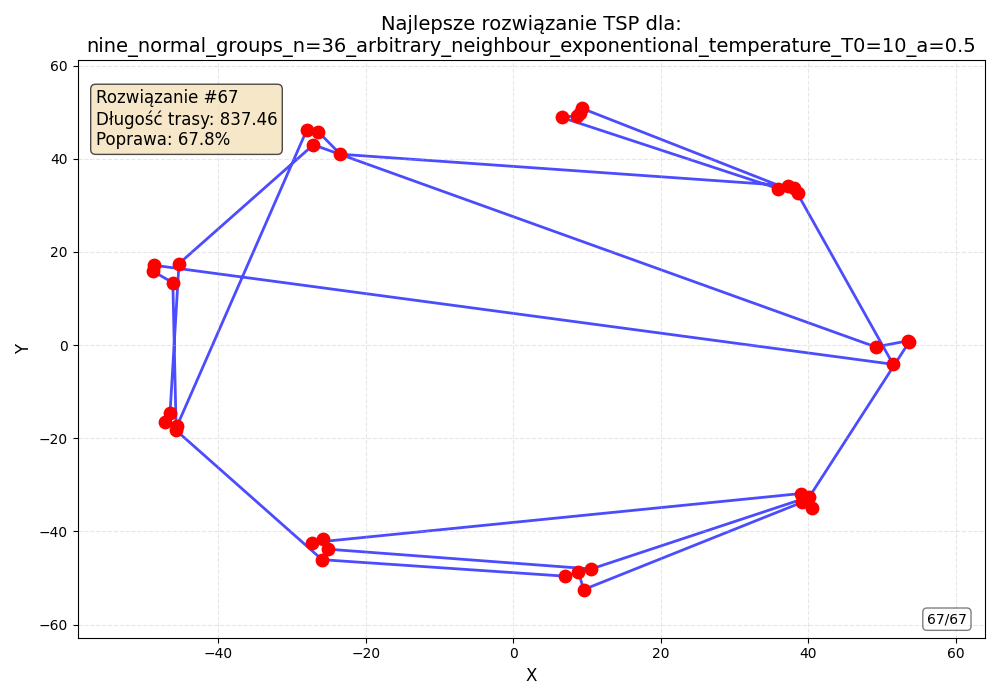 Najlepsze rozwiązanie TSP dla:
nine_normal_groups_n=36_arbitrary_neighbour_exponentional_temperature_T0=10_a=0.5
Rozwiązanie #67
Długość trasy: 837.46
Poprawa: 67.8%
60
40
20
0
−20
−40
−60
Y
67/67
−40
−20
0
20
40
60
X